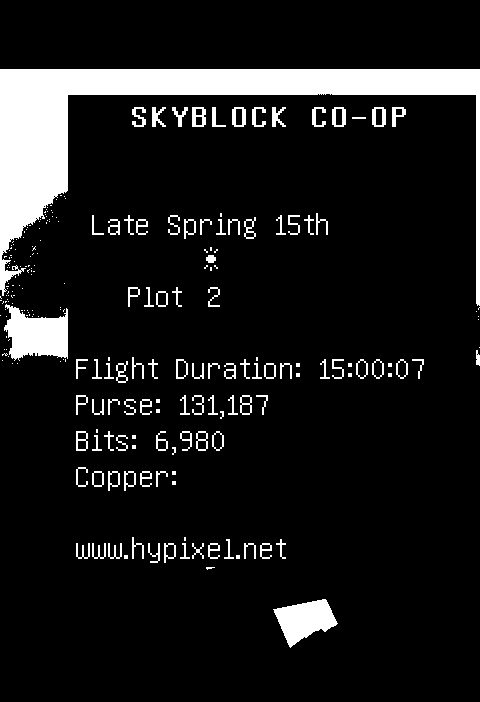 SKYBLOCK CO-OP
Late Spring 15th
☀
Plot 2
Flight Duration: 15:00:07
Purse: 131,187
Bits: 6,980
Copper:
www.hypixel.net